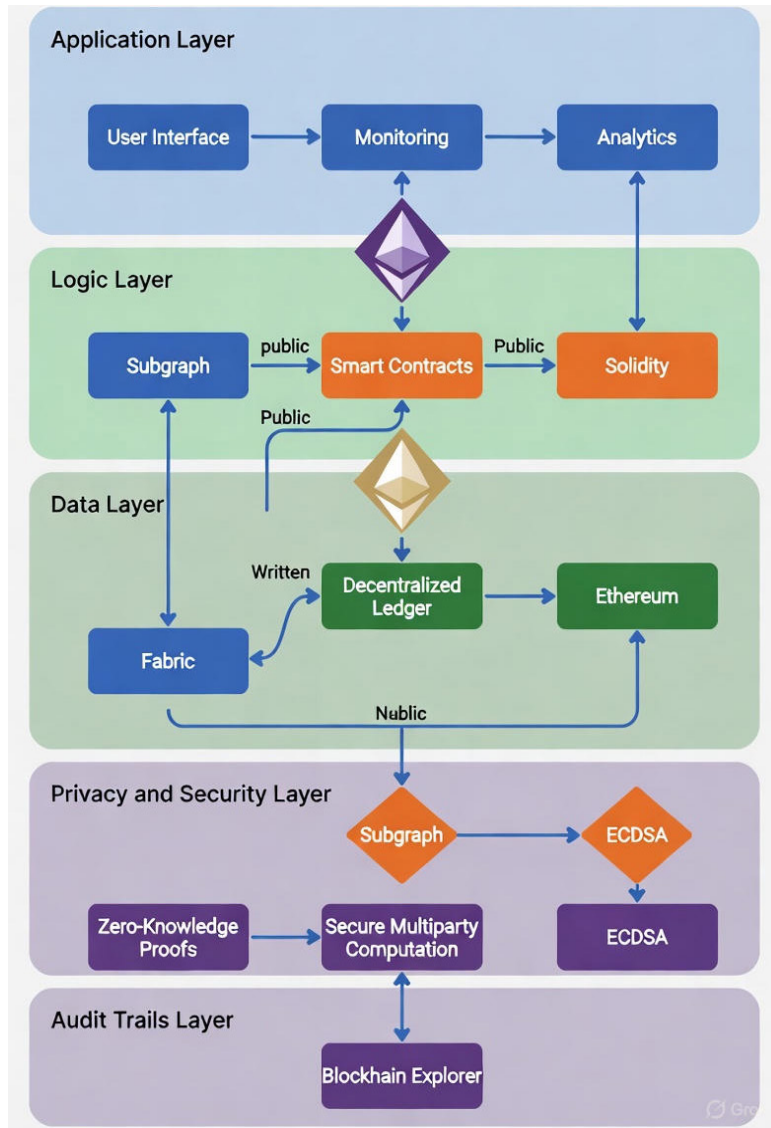 Application Layer
User Interface
Monitoring
Analytics
Logic Layer
Subgraph
public
Smart Contracts
Public
Solidity
Public
Data Layer
Written
Decentralized
Ledger
Ethereum
Fabric
Nublic
Privacy and Security Layer
Subgraph
ECDSA
Zero-Knowledge
Proofs
Secure Multiparty
Computation
ECDSA
Audit Trails Layer
Blockhain Explorer
Gro